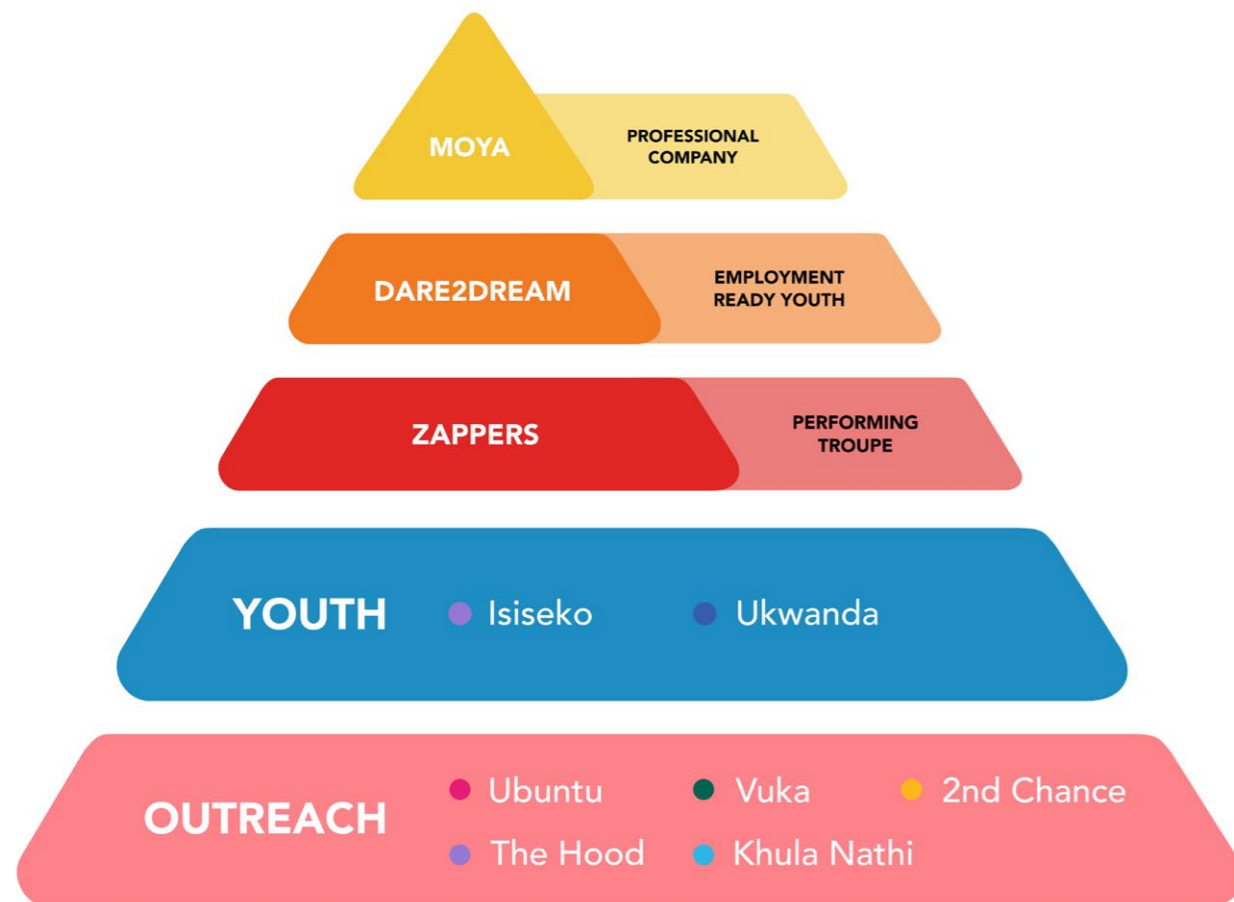 MOYA
PROFESSIONAL
COMPANY
DARE2DREAM
EMPLOYMENT
READY YOUTH
ZAPPERS
PERFORMING
TROUPE
YOUTH
Isiseko
Ukwanda
OUTREACH
Ubuntu
Vuka
2nd Chance
The Hood
Khula Nathi